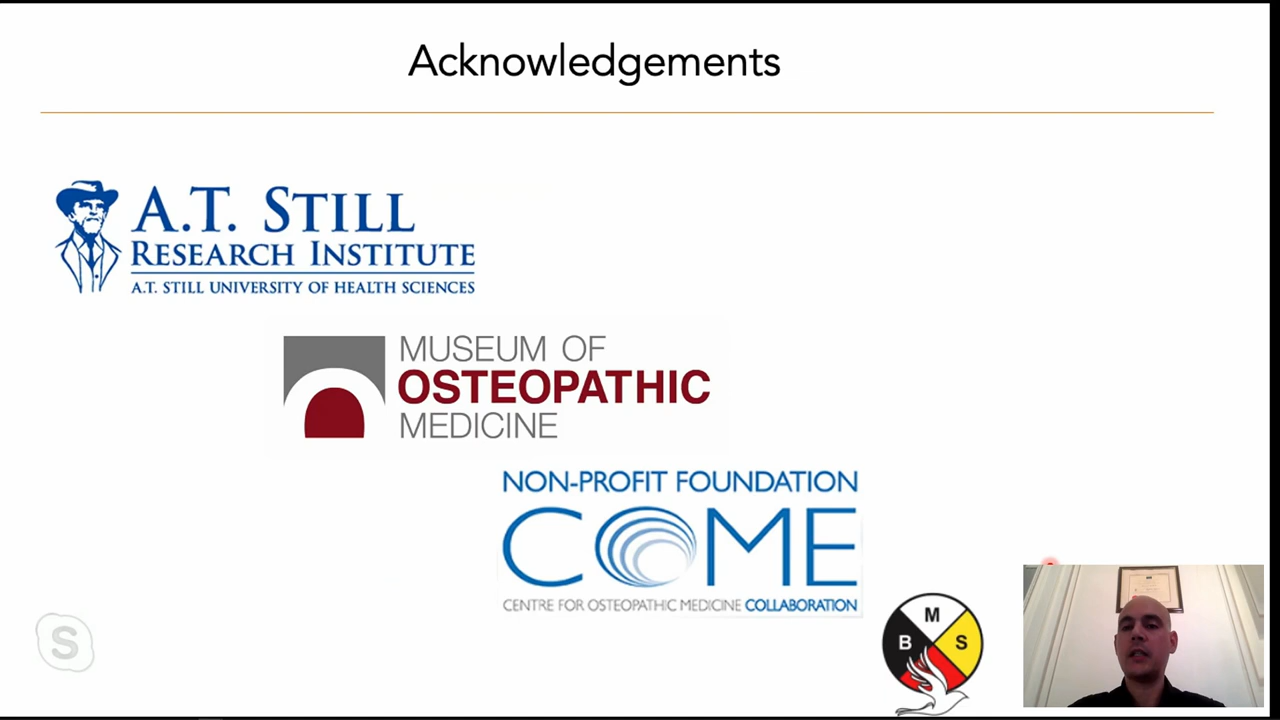 Acknowledgements
A.T. STILL
RESEARCH INSTITUTE
A.T. STILL UNIVERSITY OF HEALTH SCIENCES
MUSEUM OF
OSTEOPATHIC
MEDICINE
NON-PROFIT FOUNDATION
COME
CENTRE FOR OSTEOPATHIC MEDICINE COLLABORATION
M
B S
S